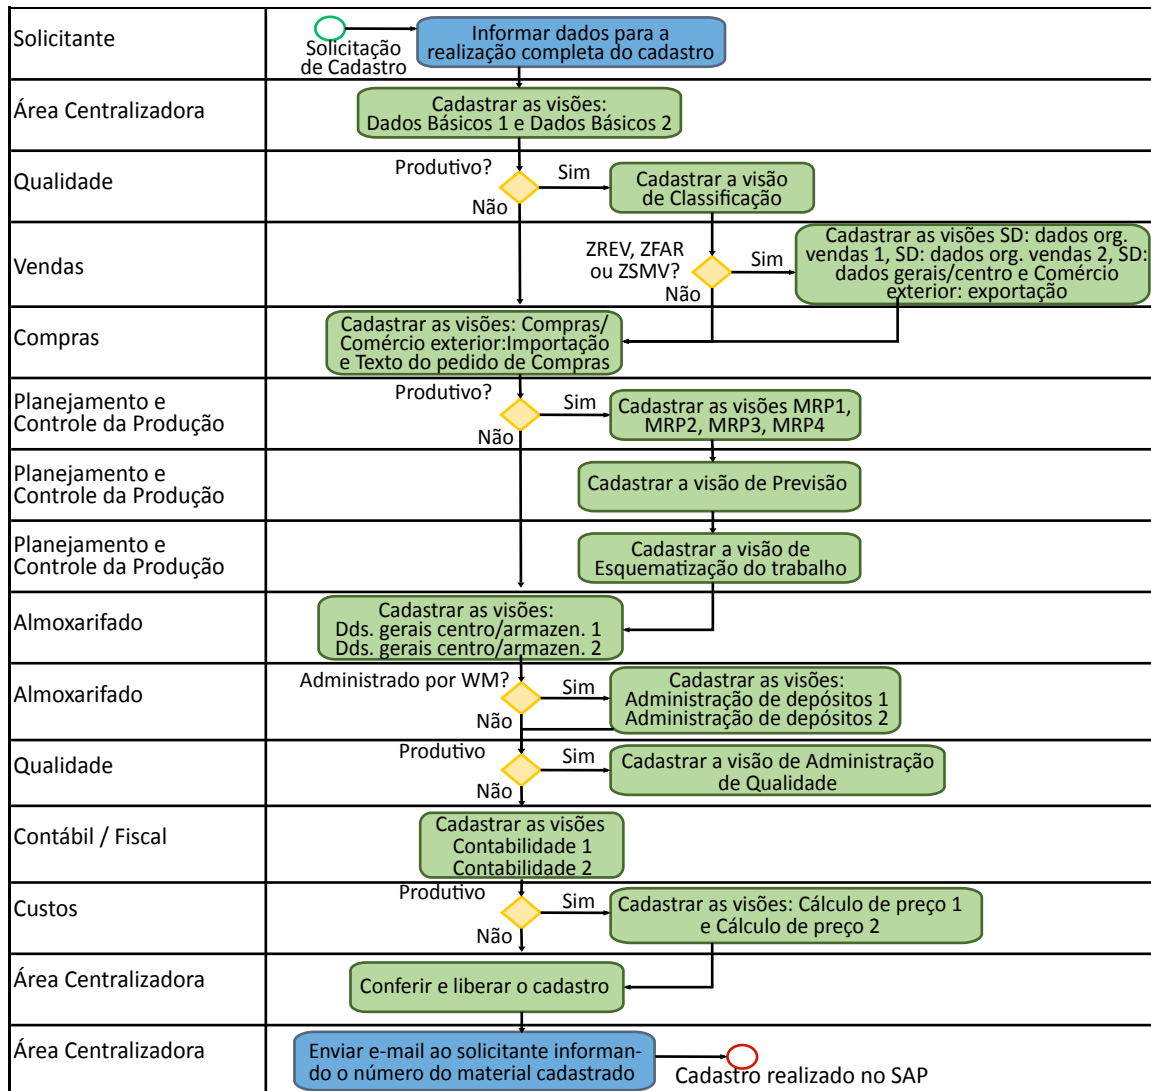 Solicitante
Solicitação
de Cadastro
Informar dados para a
realização completa do cadastro
Área Centralizadora
Cadastrar as visões:
Dados Básicos 1 e Dados Básicos 2
Qualidade
Produtivo?
Sim
Não
Cadastrar a visão
de Classificação
Vendas
ZREV, ZFAR
ou ZSMV?
Sim
Não
Cadastrar as visões SD: dados org.
vendas 1, SD: dados org. vendas 2, SD:
dados gerais/centro e Comércio
exterior: exportação
Compras
Cadastrar as visões: Compras/
Comércio exterior:Importação
e Texto do pedido de Compras
Planejamento e
Controle da Produção
Produtivo?
Sim
Não
Cadastrar as visões MRP1,
MRP2, MRP3, MRP4
Planejamento e
Controle da Produção
Cadastrar a visão de Previsão
Planejamento e
Controle da Produção
Cadastrar a visão de
Esquematização do trabalho
Almoxarifado
Cadastrar as visões:
Dds. gerais centro/armazen. 1
Dds. gerais centro/armazen. 2
Almoxarifado
Administrado por WM?
Sim
Não
Cadastrar as visões:
Administração de depósitos 1
Administração de depósitos 2
Qualidade
Produtivo
Sim
Não
Cadastrar a visão de Administração
de Qualidade
Contábil / Fiscal
Cadastrar as visões
Contabilidade 1
Contabilidade 2
Custos
Produtivo
Sim
Não
Cadastrar as visões: Cálculo de preço 1
e Cálculo de preço 2
Área Centralizadora
Conferir e liberar o cadastro
Área Centralizadora
Enviar e-mail ao solicitante informan-
do o número do material cadastrado
Cadastro realizado no SAP